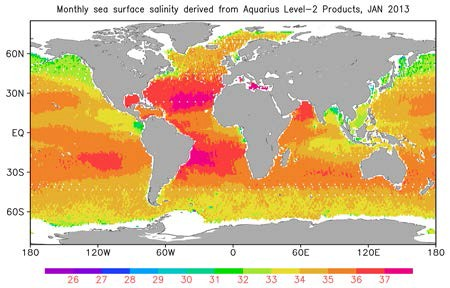 Monthly sea surface salinity derived from Aquarius Level-2 Products, JAN 2013
60N
30N
EQ
30S
60S
180 120W 60W 0 60E 120E 180
26 27 28 29 30 31 32 33 34 35 36 37